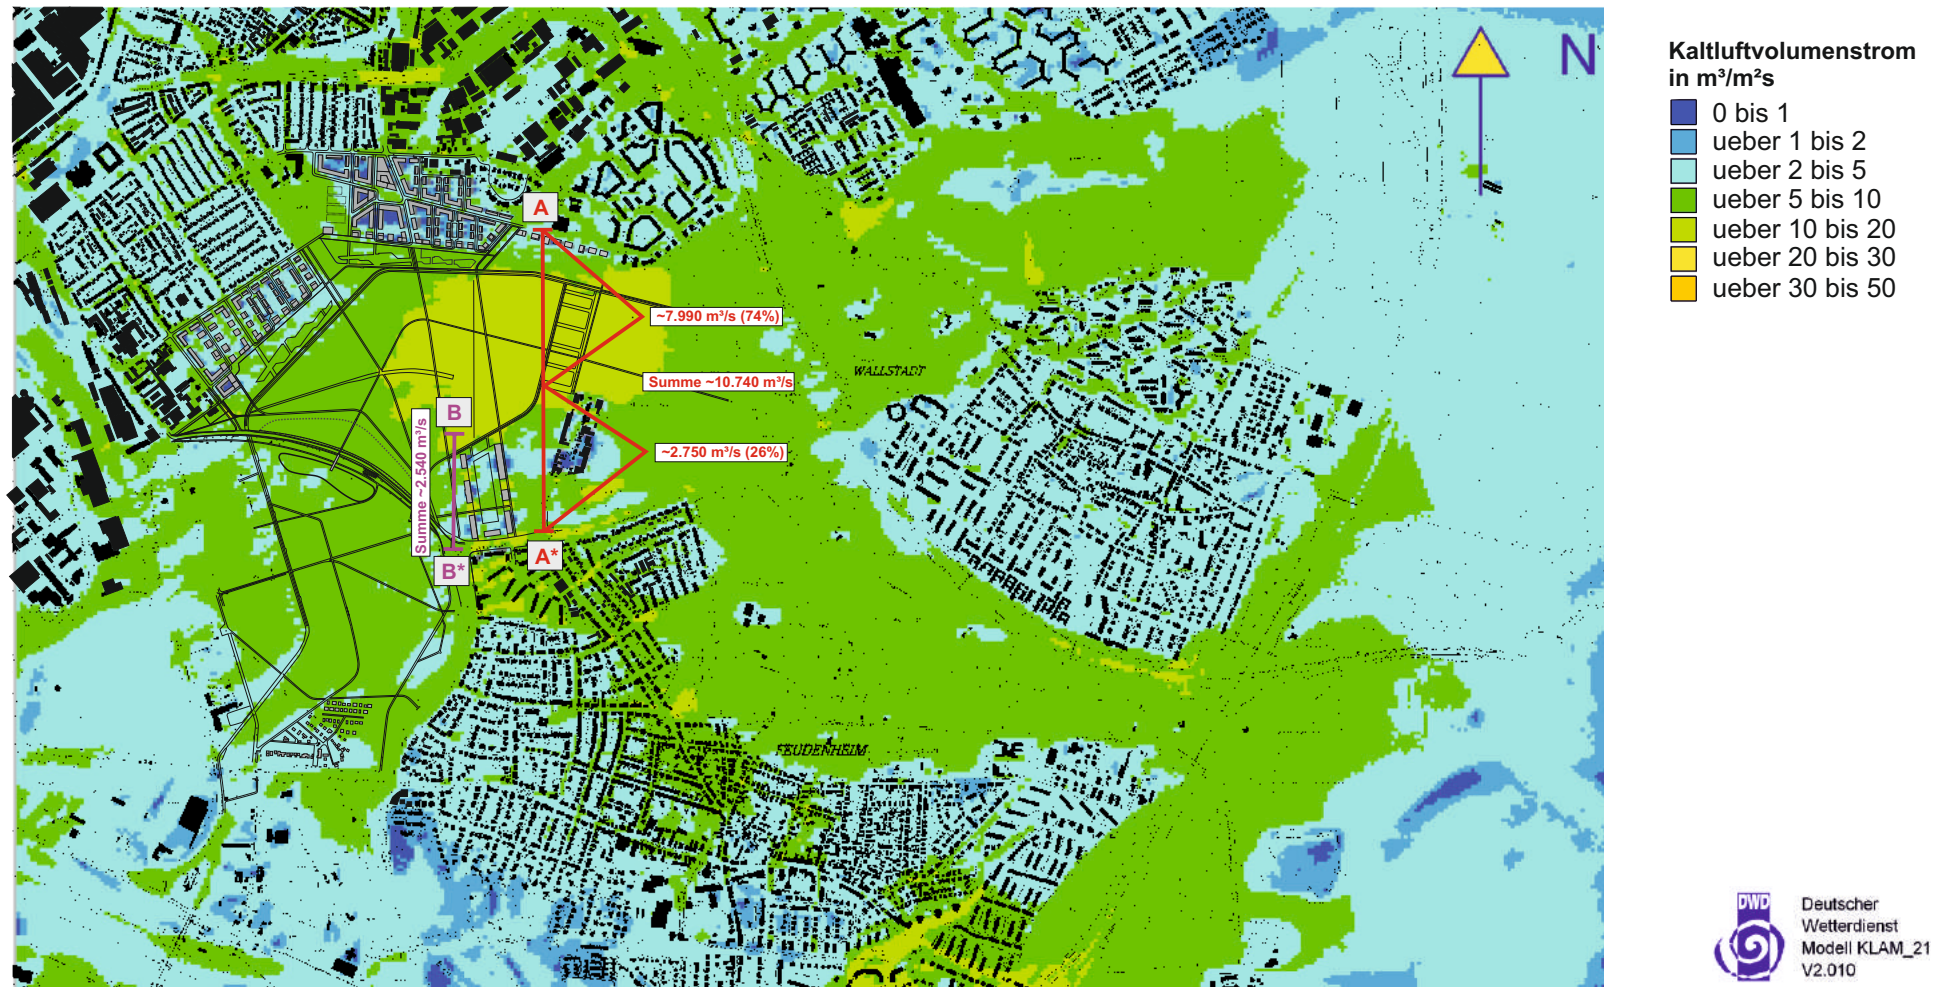 N
Kaltluftvolumenstrom
in m³/m²s
0 bis 1
ueber 1 bis 2
ueber 2 bis 5
ueber 5 bis 10
ueber 10 bis 20
ueber 20 bis 30
ueber 30 bis 50
A
~7.990 m³/s (74%)
WALLSTADT
Summe ~10.740 m³/s
B
Summe ~2.540 m³/s
~2.750 m³/s (26%)
A*
B*
FEUDENHEIM
DWD
Deutscher
Wetterdienst
Modell KLAM_21
V2.010